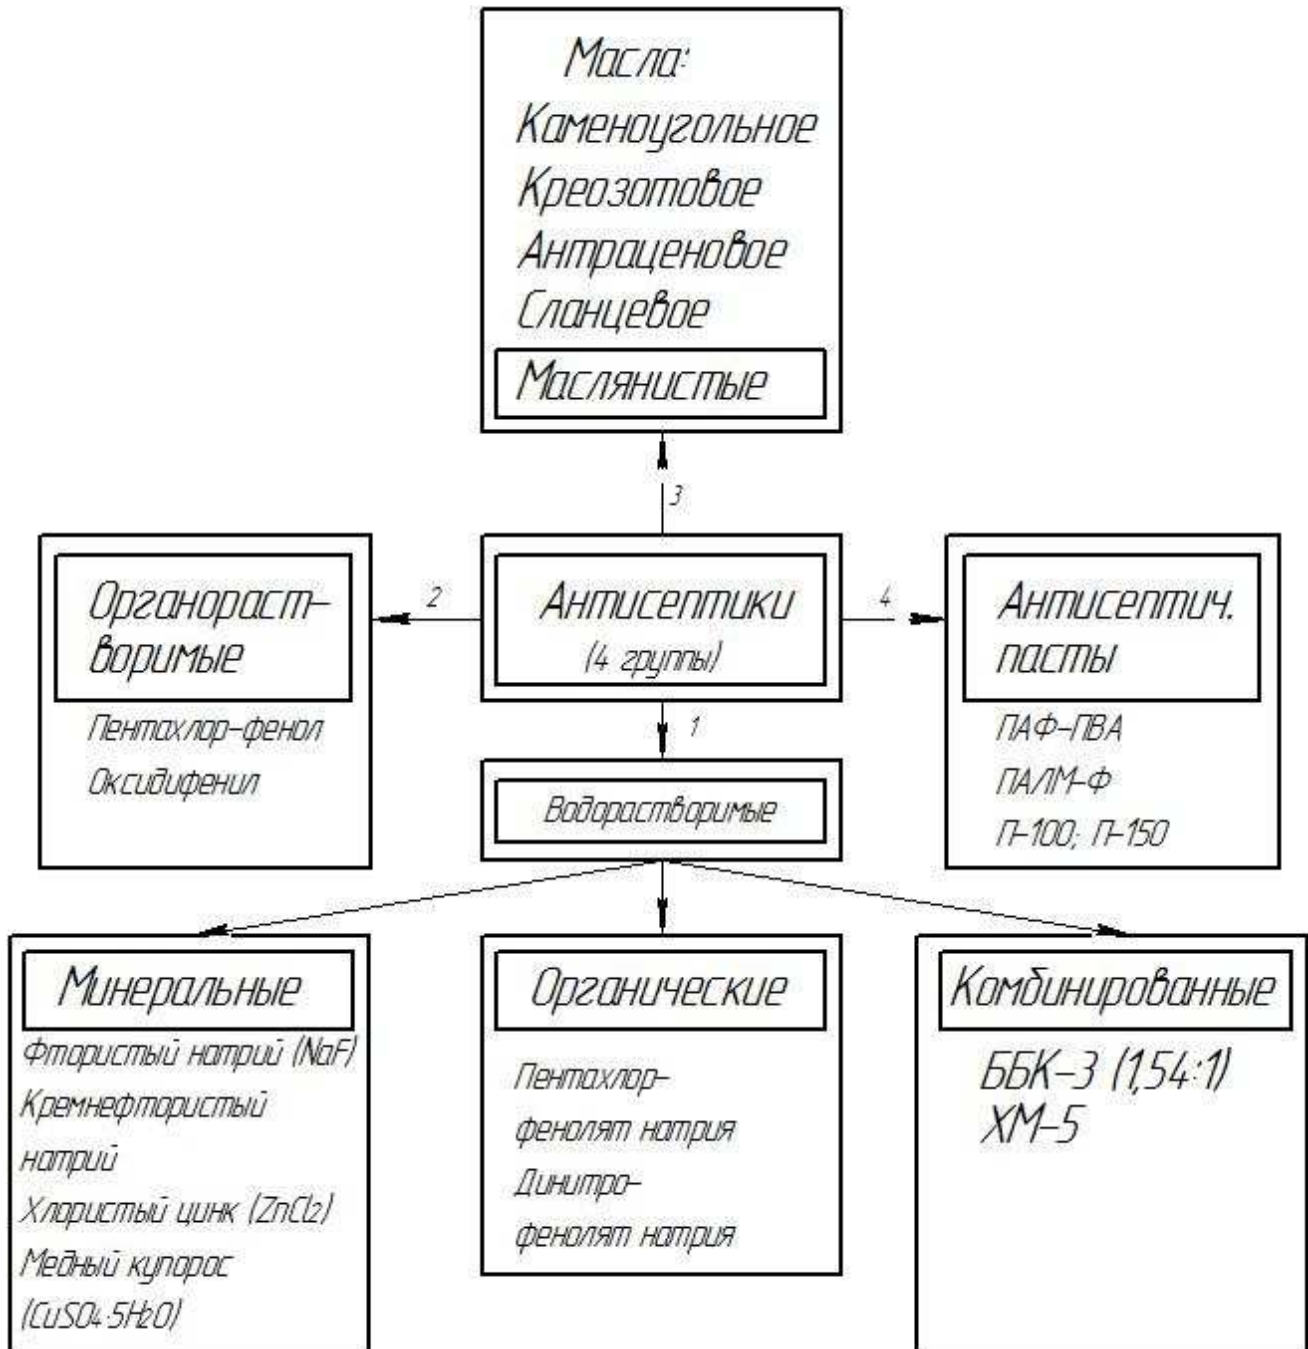 Масла:
Каменоугольное
Креозотовое
Антраценовое
Сланцевое
Маслянистые
3
Органораст-
воримые
Пентахлор-фенол
Оксидифенил
2
Антисептики
(4 группы)
4
Антисептич.
пасты
ПАФ-ПВА
ПАЛМ-Ф
П-100; П-150
1
Водорастворимые
Минеральные
Фтористый натрий (NaF)
Кремнефтористый
натрий
Хлористый цинк (ZnCl2)
Медный купорос
(CuSO4·5H2O)
Органические
Пентахлор-
фенолят натрия
Динитро-
фенолят натрия
Комбинированные
ББК-3 (1,54:1)
ХМ-5